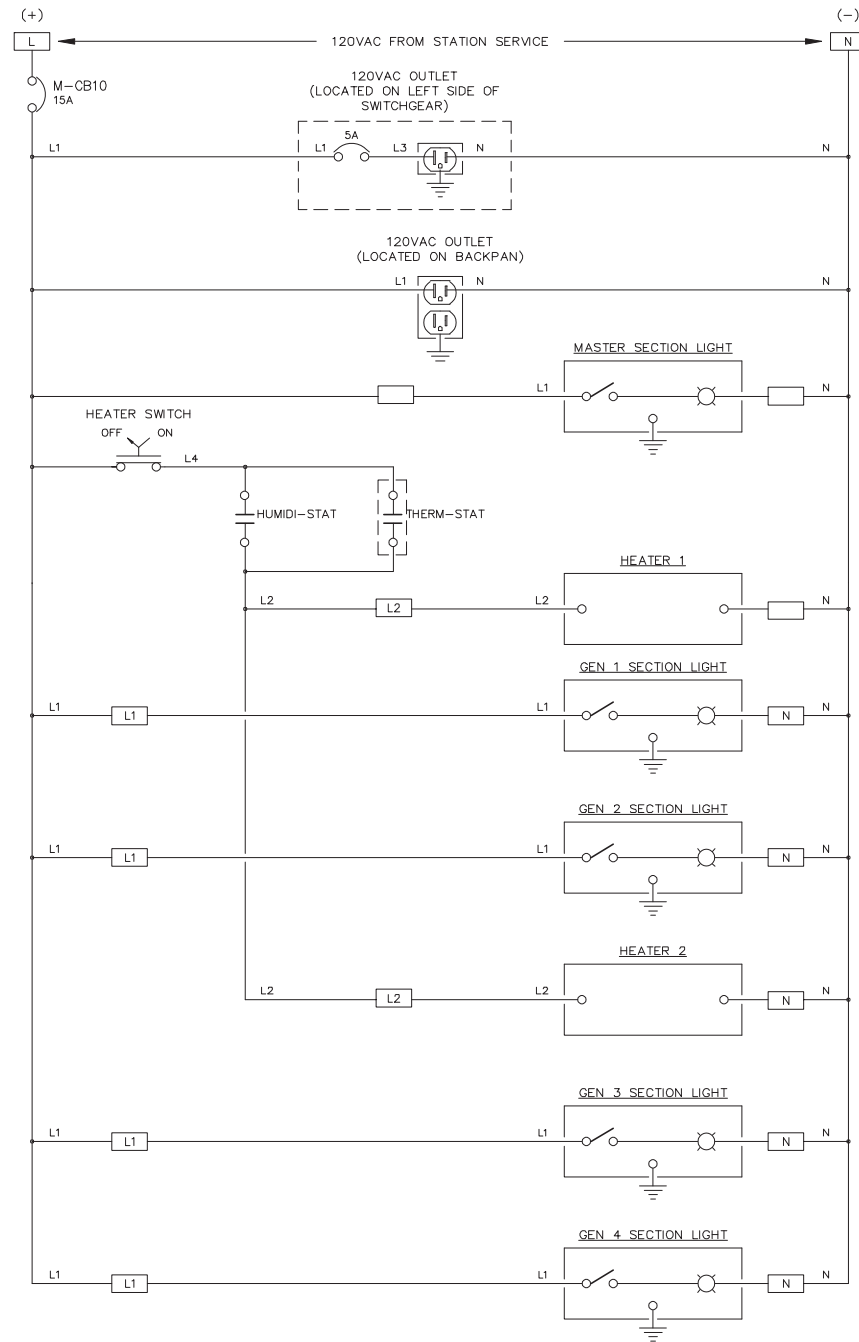 (+)
(−)
L
120VAC FROM STATION SERVICE
N
M−CB10
15A
120VAC OUTLET
(LOCATED ON LEFT SIDE OF
SWITCHGEAR)
5A
L1
L1
L3
N
N
120VAC OUTLET
(LOCATED ON BACKPAN)
L1
N
N
MASTER SECTION LIGHT
L1
N
HEATER SWITCH
OFF
ON
L4
HUMIDI−STAT
THERM−STAT
HEATER 1
L2
L2
L2
N
GEN 1 SECTION LIGHT
L1
L1
L1
N
N
GEN 2 SECTION LIGHT
L1
L1
L1
N
N
HEATER 2
L2
L2
L2
N
N
GEN 3 SECTION LIGHT
L1
L1
L1
N
N
GEN 4 SECTION LIGHT
L1
L1
L1
N
N